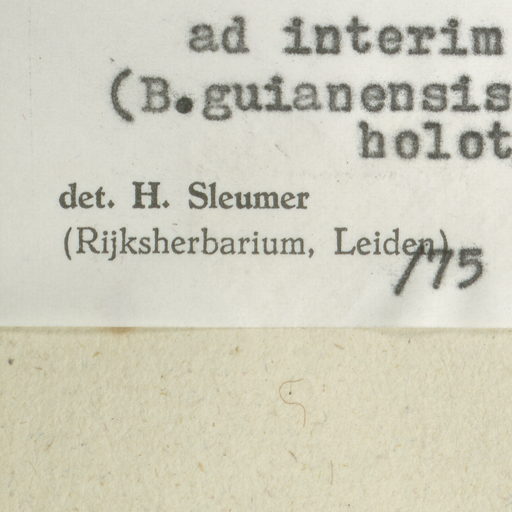 ad interim
(B.guianensis
holot
det. H. Sleumer
(Rijksherbarium, Leiden)
/75